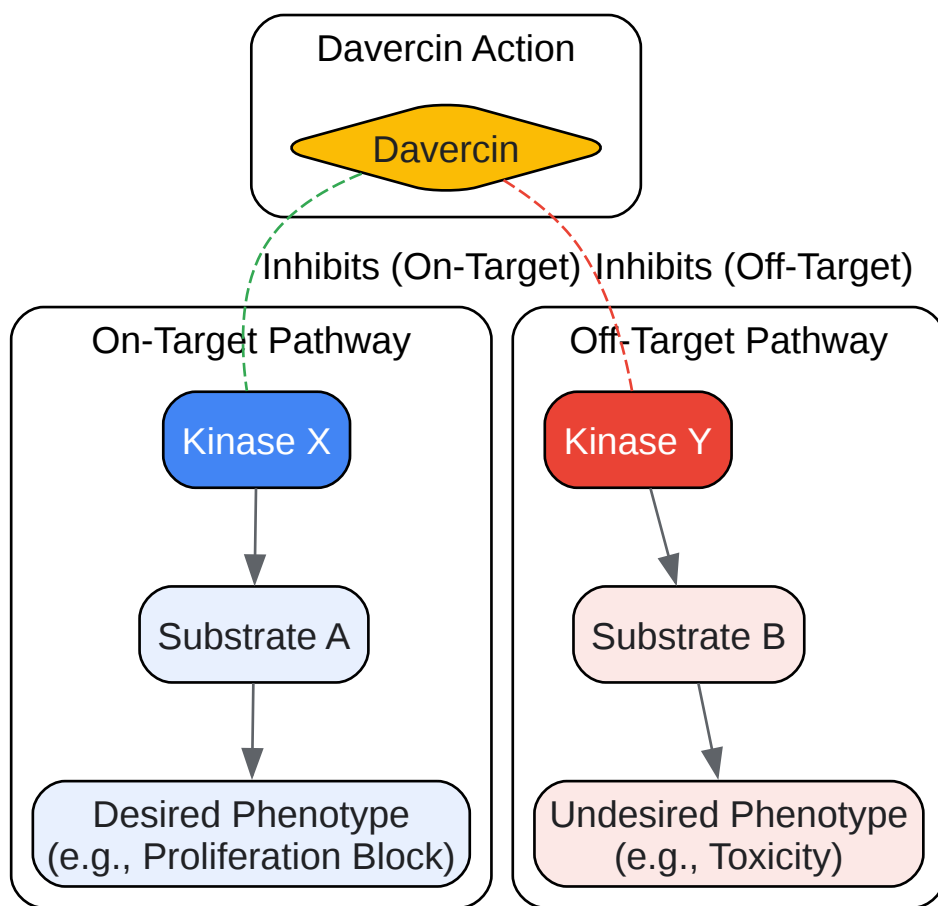 Davercin Action
Davercin
Inhibits (On-Target)
Inhibits (Off-Target)
On-Target Pathway
Off-Target Pathway
Kinase X
Kinase Y
Substrate A
Substrate B
Desired Phenotype
(e.g., Proliferation Block)
Undesired Phenotype
(e.g., Toxicity)